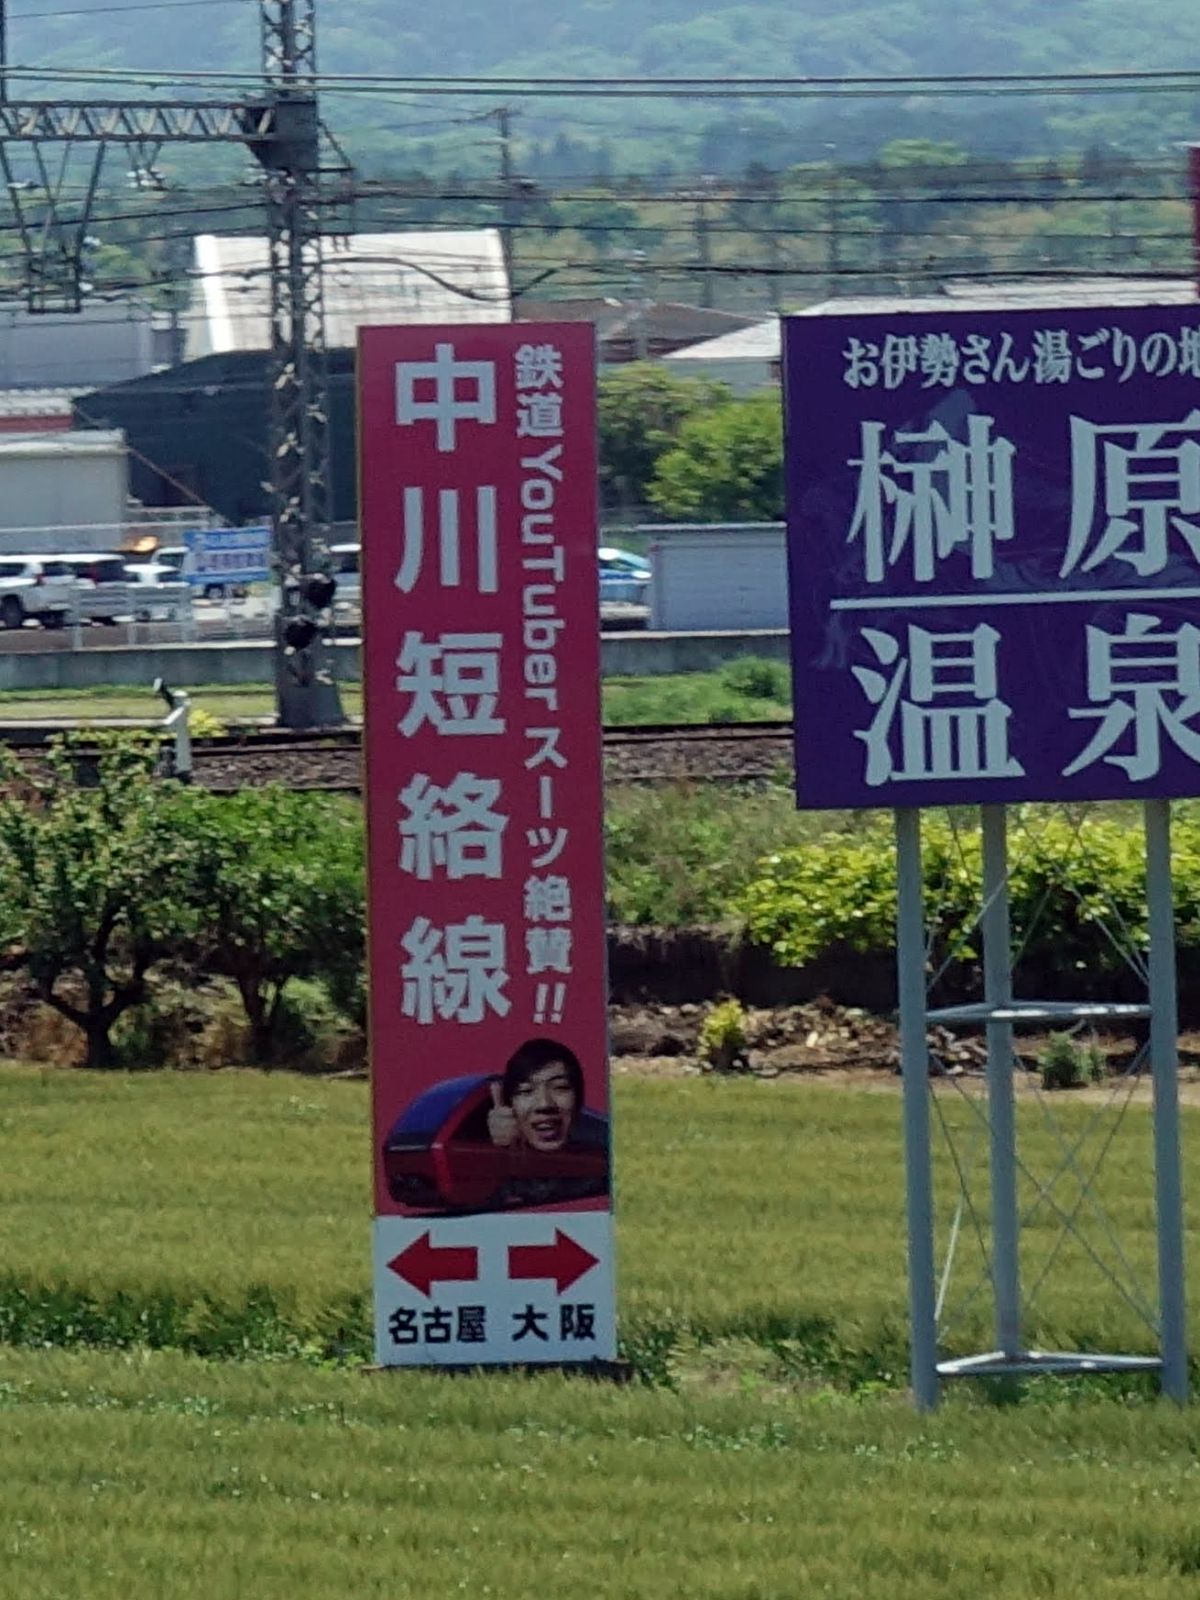 鉄道YouTuberスーツ絶賛!!
中川短絡線
名古屋 大阪
お伊勢さん湯ごりの地
榊原
温泉